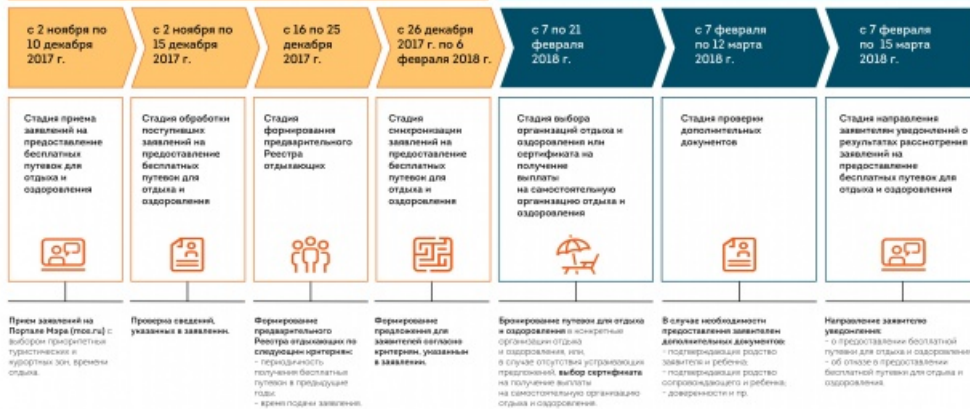 с 2 ноября по
10 декабря
2017 г.
с 2 ноября по
15 декабря
2017 г.
с 16 по 25
декабря
2017 г.
с 26 декабря
2017 г. по 6
февраля 2018 г.
с 7 по 21
февраля
2018 г.
с 7 февраля
по 12 марта
2018 г.
с 7 февраля
по 15 марта
2018 г.
Стадия приема
заявлений на
предоставление
бесплатных
путевок для
отдыха и
оздоровления
Стадия обработки
поступивших
заявлений на
предоставление
бесплатных
путевок для
отдыха и
оздоровления
Стадия
формирования
предварительного
Реестра
отдыхающих
Стадия
синхронизации
заявлений на
предоставление
бесплатных
путевок для
отдыха и
оздоровления
Стадия выбора
организаций отдыха и
оздоровления или
сертификата на
получение
выплаты
на самостоятельную
организацию отдыха и
оздоровления
Стадия проверки
дополнительных
документов
Стадия направления
заявителям уведомлений о
результатах рассмотрения
заявлений на
предоставление
бесплатных путевок для
отдыха и оздоровления
Прием заявлений на
Портале Мэра (mos.ru) с
выбором приоритетных
туристических и
курортных зон, времени
отдыха.
Проверка сведений,
указанных в заявлении.
Формирование
предварительного
Реестра отдыхающих по
следующим критериям:
- периодичность
получения бесплатных
путевок в предыдущие
годы;
- время подачи заявления.
Формирование
предложения для
заявителей согласно
критериям, указанным
в заявлении.
Бронирование путевок для отдыха
и оздоровления в конкретные
организации отдыха
и оздоровления, или,
в случае отсутствия устраивающих
предложений, выбор сертификата
на получение выплаты
на самостоятельную организацию
отдыха и оздоровления.
В случае необходимости
предоставления заявителем
дополнительных документов:
- подтверждающих родство
заявителя и ребенка;
- подтверждающих родство
сопровождающего и ребенка;
- доверенности и пр.
Направление заявителю
уведомления:
- о предоставлении бесплатной
путевки для отдыха и оздоровления
- об отказе в предоставлении
бесплатной путевки для отдыха и
оздоровления.